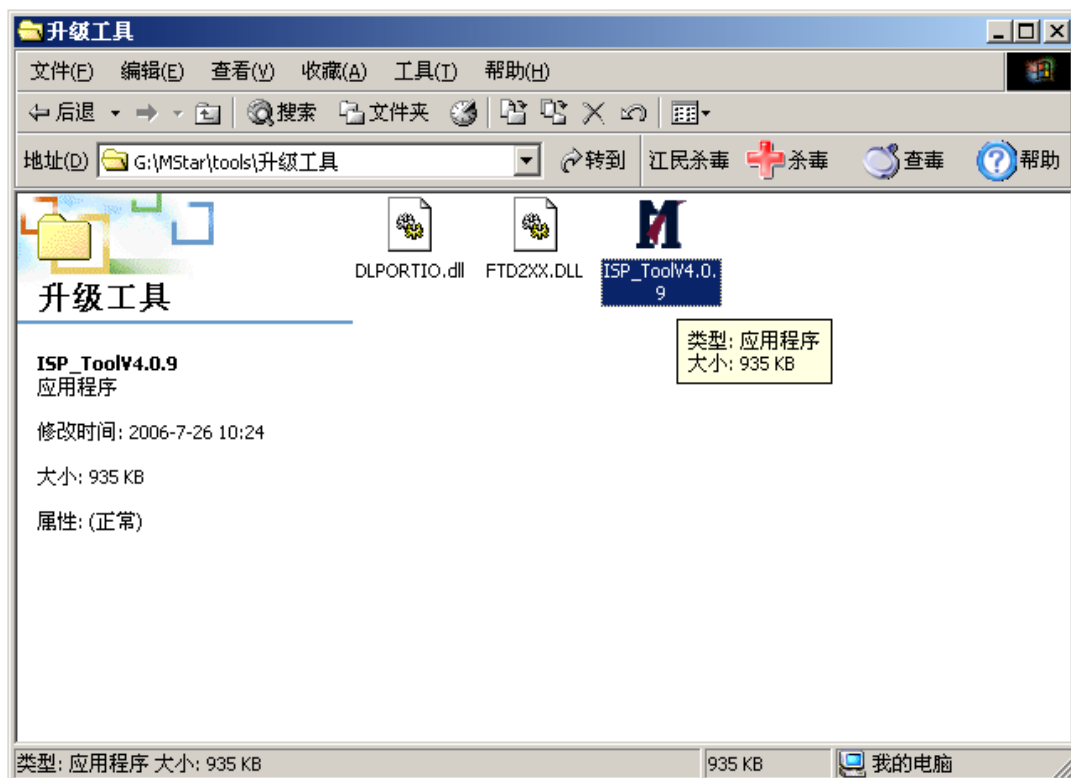 升级工具
文件(F) 编辑(E) 查看(V) 收藏(A) 工具(T) 帮助(H)
后退 搜索 文件夹
地址(D) G:\MStar\tools\升级工具 转到 江民杀毒 杀毒 查毒 帮助
DLPORTIO.dll FTD2XX.DLL ISP_ToolV4.0.
9
升级工具
类型: 应用程序
大小: 935 KB
ISP_ToolV4.0.9
应用程序
修改时间: 2006-7-26 10:24
大小: 935 KB
属性: (正常)
类型: 应用程序 大小: 935 KB 935 KB 我的电脑